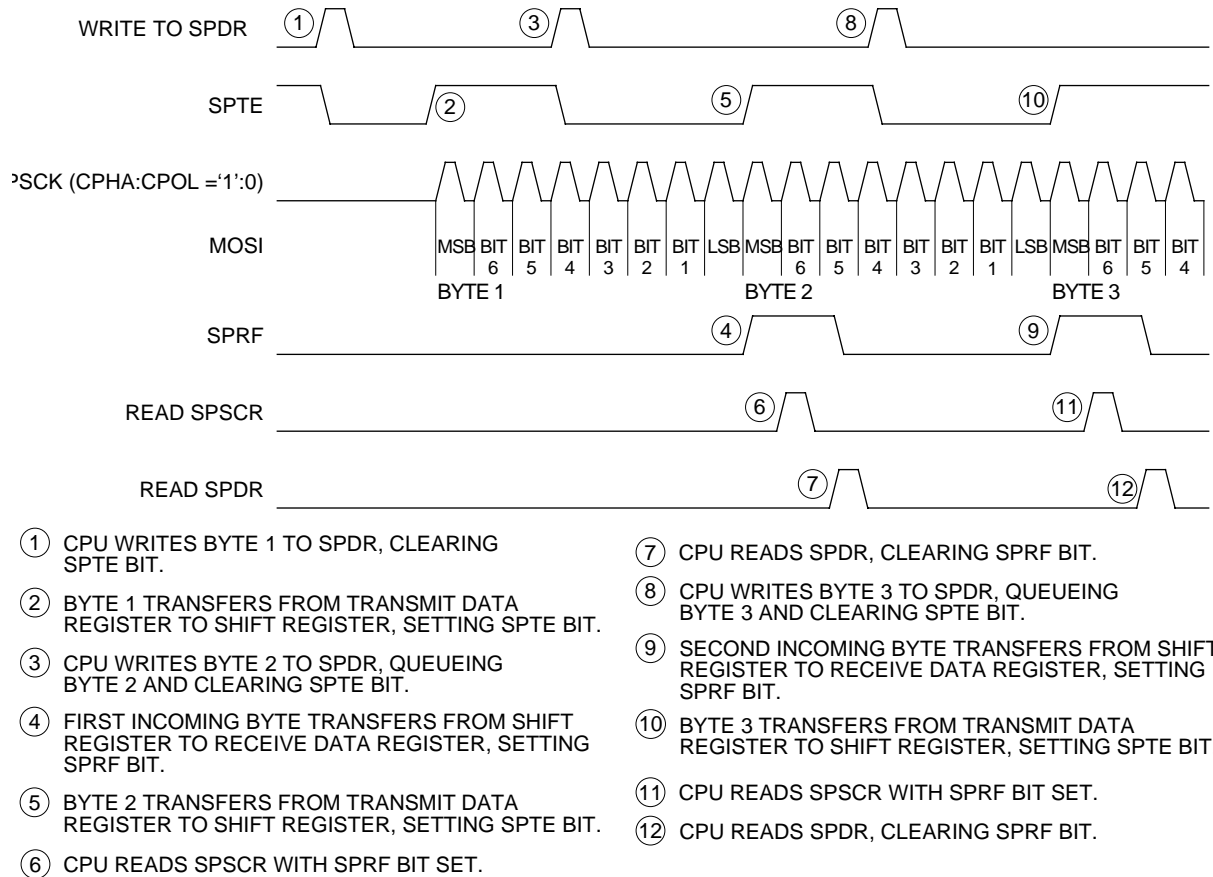 WRITE TO SPDR
1
3
8
SPTE
2
5
10
PSCK (CPHA:CPOL =‘1’:0)
MOSI
MSB BIT 6 BIT 5 BIT 4 BIT 3 BIT 2 BIT 1 LSB MSB BIT 6 BIT 5 BIT 4 BIT 3 BIT 2 BIT 1 LSB MSB BIT 6 BIT 5 BIT 4
BYTE 1 BYTE 2 BYTE 3
SPRF
4
9
READ SPSCR
6
11
READ SPDR
7
12
1 CPU WRITES BYTE 1 TO SPDR, CLEARING
SPTE BIT.
2 BYTE 1 TRANSFERS FROM TRANSMIT DATA
REGISTER TO SHIFT REGISTER, SETTING SPTE BIT.
3 CPU WRITES BYTE 2 TO SPDR, QUEUEING
BYTE 2 AND CLEARING SPTE BIT.
4 FIRST INCOMING BYTE TRANSFERS FROM SHIFT
REGISTER TO RECEIVE DATA REGISTER, SETTING
SPRF BIT.
5 BYTE 2 TRANSFERS FROM TRANSMIT DATA
REGISTER TO SHIFT REGISTER, SETTING SPTE BIT.
6 CPU READS SPSCR WITH SPRF BIT SET.
7 CPU READS SPDR, CLEARING SPRF BIT.
8 CPU WRITES BYTE 3 TO SPDR, QUEUEING
BYTE 3 AND CLEARING SPTE BIT.
9 SECOND INCOMING BYTE TRANSFERS FROM SHIFT
REGISTER TO RECEIVE DATA REGISTER, SETTING
SPRF BIT.
10 BYTE 3 TRANSFERS FROM TRANSMIT DATA
REGISTER TO SHIFT REGISTER, SETTING SPTE BIT
11 CPU READS SPSCR WITH SPRF BIT SET.
12 CPU READS SPDR, CLEARING SPRF BIT.